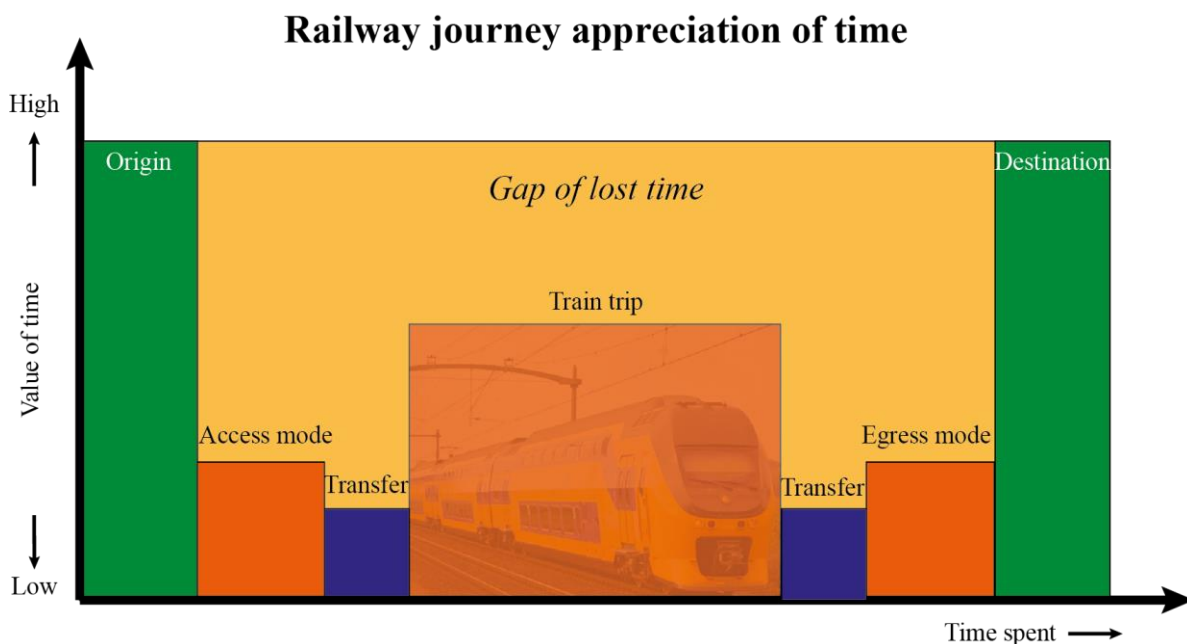 Railway journey appreciation of time
High
Origin
Destination
Gap of lost time
Train trip
Value of time
Access mode
Egress mode
Transfer
Transfer
Low
Time spent